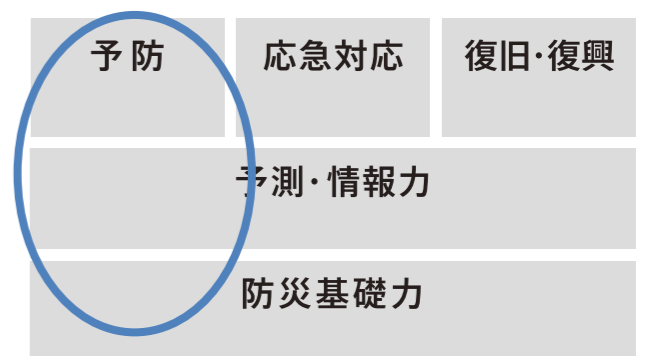 予防
応急対応
復旧・復興
予測・情報力
防災基礎力